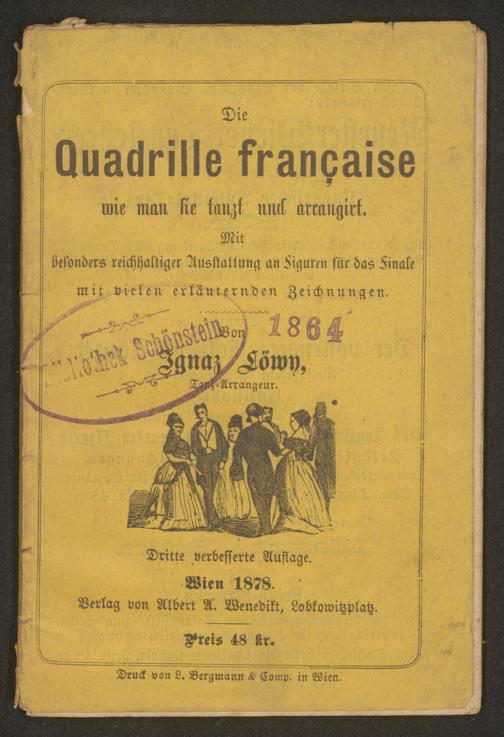 Die
Quadrille française
wie man sie tanzt und arrangirt.
Mit
besonders reichhaltiger Ausstattung an Figuren für das Finale
mit vielen erläuternden Zeichnungen.
Von
1864
Bibliothek Schönstein
Ignaz Löwy,
Tanz-Arrangeur.
Dritte verbesserte Auflage.
Wien 1878.
Verlag von Albert A. Wenedikt, Lobkowitzplatz.
Preis 48 kr.
Druck von L. Bergmann & Comp. in Wien.